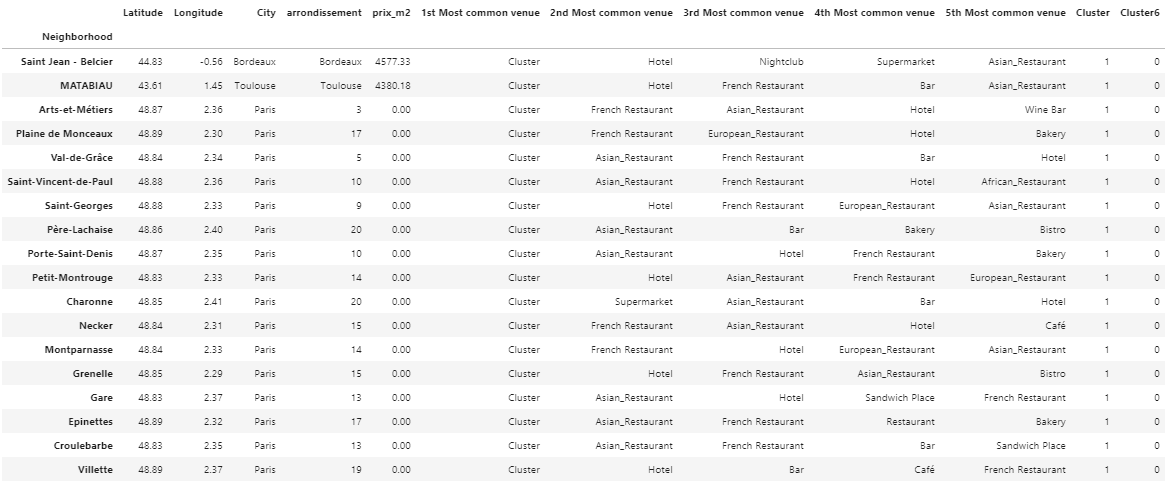 Latitude Longitude City arrondissement prix_m2 1st Most common venue 2nd Most common venue 3rd Most common venue 4th Most common venue 5th Most common venue Cluster Cluster6
Neighborhood
Saint Jean - Belcier 44.83 -0.56 Bordeaux Bordeaux 4577.33 Cluster Hotel Nightclub Supermarket Asian_Restaurant 1 0
MATABIAU 43.61 1.45 Toulouse Toulouse 4380.18 Cluster Hotel French Restaurant Bar Asian_Restaurant 1 0
Arts-et-Métiers 48.87 2.36 Paris 3 0.00 Cluster French Restaurant Asian_Restaurant Hotel Wine Bar 1 0
Plaine de Monceaux 48.89 2.30 Paris 17 0.00 Cluster French Restaurant European_Restaurant Hotel Bakery 1 0
Val-de-Grâce 48.84 2.34 Paris 5 0.00 Cluster Asian_Restaurant French Restaurant Bar Hotel 1 0
Saint-Vincent-de-Paul 48.88 2.36 Paris 10 0.00 Cluster Asian_Restaurant French Restaurant Hotel African_Restaurant 1 0
Saint-Georges 48.88 2.33 Paris 9 0.00 Cluster Hotel French Restaurant European_Restaurant Asian_Restaurant 1 0
Père-Lachaise 48.86 2.40 Paris 20 0.00 Cluster Asian_Restaurant Bar Bakery Bistro 1 0
Porte-Saint-Denis 48.87 2.35 Paris 10 0.00 Cluster Asian_Restaurant Hotel French Restaurant Bakery 1 0
Petit-Montrouge 48.83 2.33 Paris 14 0.00 Cluster Hotel Asian_Restaurant French Restaurant European_Restaurant 1 0
Charonne 48.85 2.41 Paris 20 0.00 Cluster Supermarket Asian_Restaurant Bar Hotel 1 0
Necker 48.84 2.31 Paris 15 0.00 Cluster French Restaurant Asian_Restaurant Hotel Café 1 0
Montparnasse 48.84 2.33 Paris 14 0.00 Cluster French Restaurant Hotel European_Restaurant Asian_Restaurant 1 0
Grenelle 48.85 2.29 Paris 15 0.00 Cluster Hotel French Restaurant Asian_Restaurant Bistro 1 0
Gare 48.83 2.37 Paris 13 0.00 Cluster Asian_Restaurant Hotel Sandwich Place French Restaurant 1 0
Epinettes 48.89 2.32 Paris 17 0.00 Cluster Asian_Restaurant French Restaurant Restaurant Bakery 1 0
Croulebarbe 48.83 2.35 Paris 13 0.00 Cluster Asian_Restaurant French Restaurant Bar Sandwich Place 1 0
Villette 48.89 2.37 Paris 19 0.00 Cluster Hotel Bar Café French Restaurant 1 0